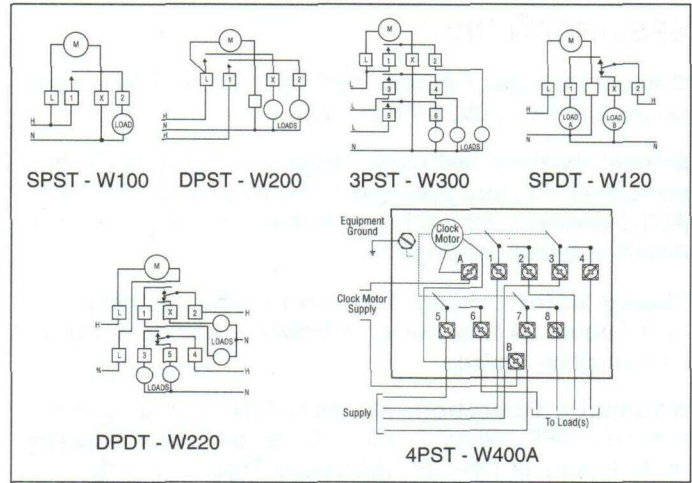 M
L 1 X 2
H
N
LOAD
SPST - W100
M
L 1 X 2
H
H
N
LOADS
DPST - W200
M
L 1 X 2
3 4
L
5 6
L
N
LOADS
3PST - W300
M
L 1 X 2
H
H
LOAD A
LOAD B
N
N
SPDT - W120
M
L 1 X 2
H
H
LOADS
N
L 3 5 4
N
H
LOADS
N
DPDT - W220
Equipment
Ground
Clock
Motor
A 1 2 3 4
Clock Motor
Supply
5 6 7 8
B
Supply
To Load(s)
4PST - W400A